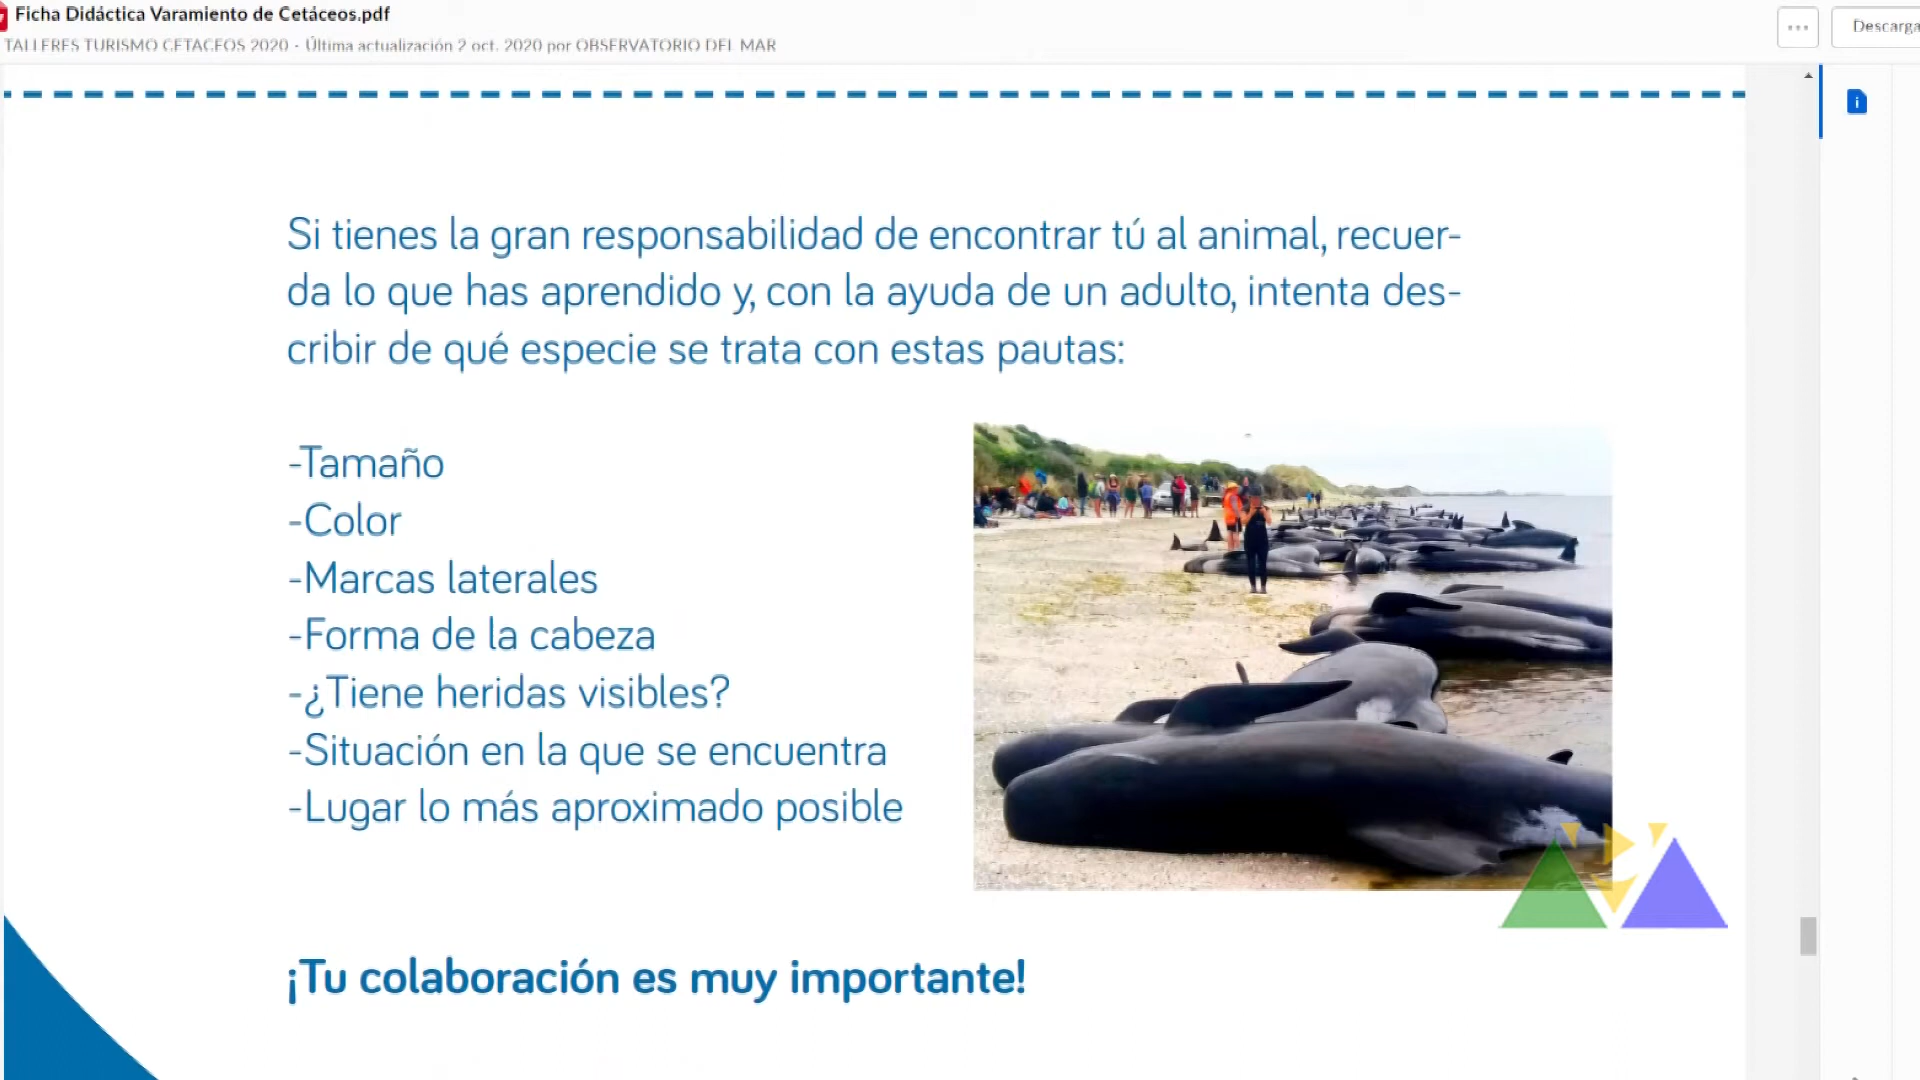 Ficha Didáctica Varamiento de Cetáceos.pdf
TALLERES TURISMO CETACEOS 2020 - Última actualización 2 oct. 2020 por OBSERVATORIO DEL MAR
Descarga
Si tienes la gran responsabilidad de encontrar tú al animal, recuer-
da lo que has aprendido y, con la ayuda de un adulto, intenta des-
cribir de qué especie se trata con estas pautas:
-Tamaño
-Color
-Marcas laterales
-Forma de la cabeza
-¿Tiene heridas visibles?
-Situación en la que se encuentra
-Lugar lo más aproximado posible
¡Tu colaboración es muy importante!